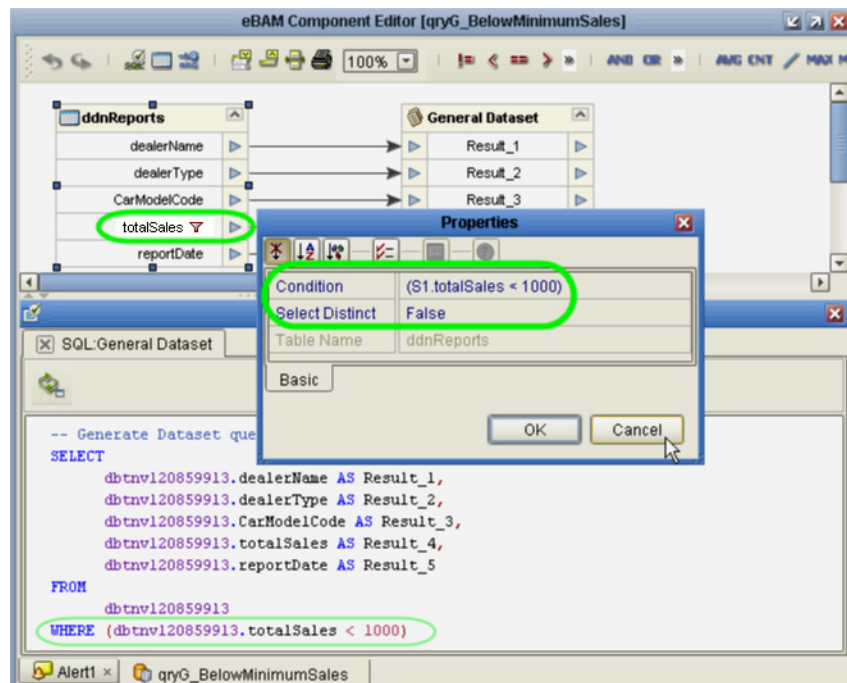 eBAM Component Editor [qryG_BelowMinimumSales]
100% != < == > » AND OR » AVG CNT / MAX M
ddnReports
General Dataset
dealerName
Result_1
dealerType
Result_2
CarModelCode
Result_3
totalSales
reportDate
Properties
Condition (S1.totalSales < 1000)
Select Distinct False
Table Name ddnReports
Basic
OK Cancel
SQL:General Dataset
-- Generate Dataset que
SELECT
dbtnv120859913.dealerName AS Result_1,
dbtnv120859913.dealerType AS Result_2,
dbtnv120859913.CarModelCode AS Result_3,
dbtnv120859913.totalSales AS Result_4,
dbtnv120859913.reportDate AS Result_5
FROM
dbtnv120859913
WHERE (dbtnv120859913.totalSales < 1000)
Alert1 × qryG_BelowMinimumSales